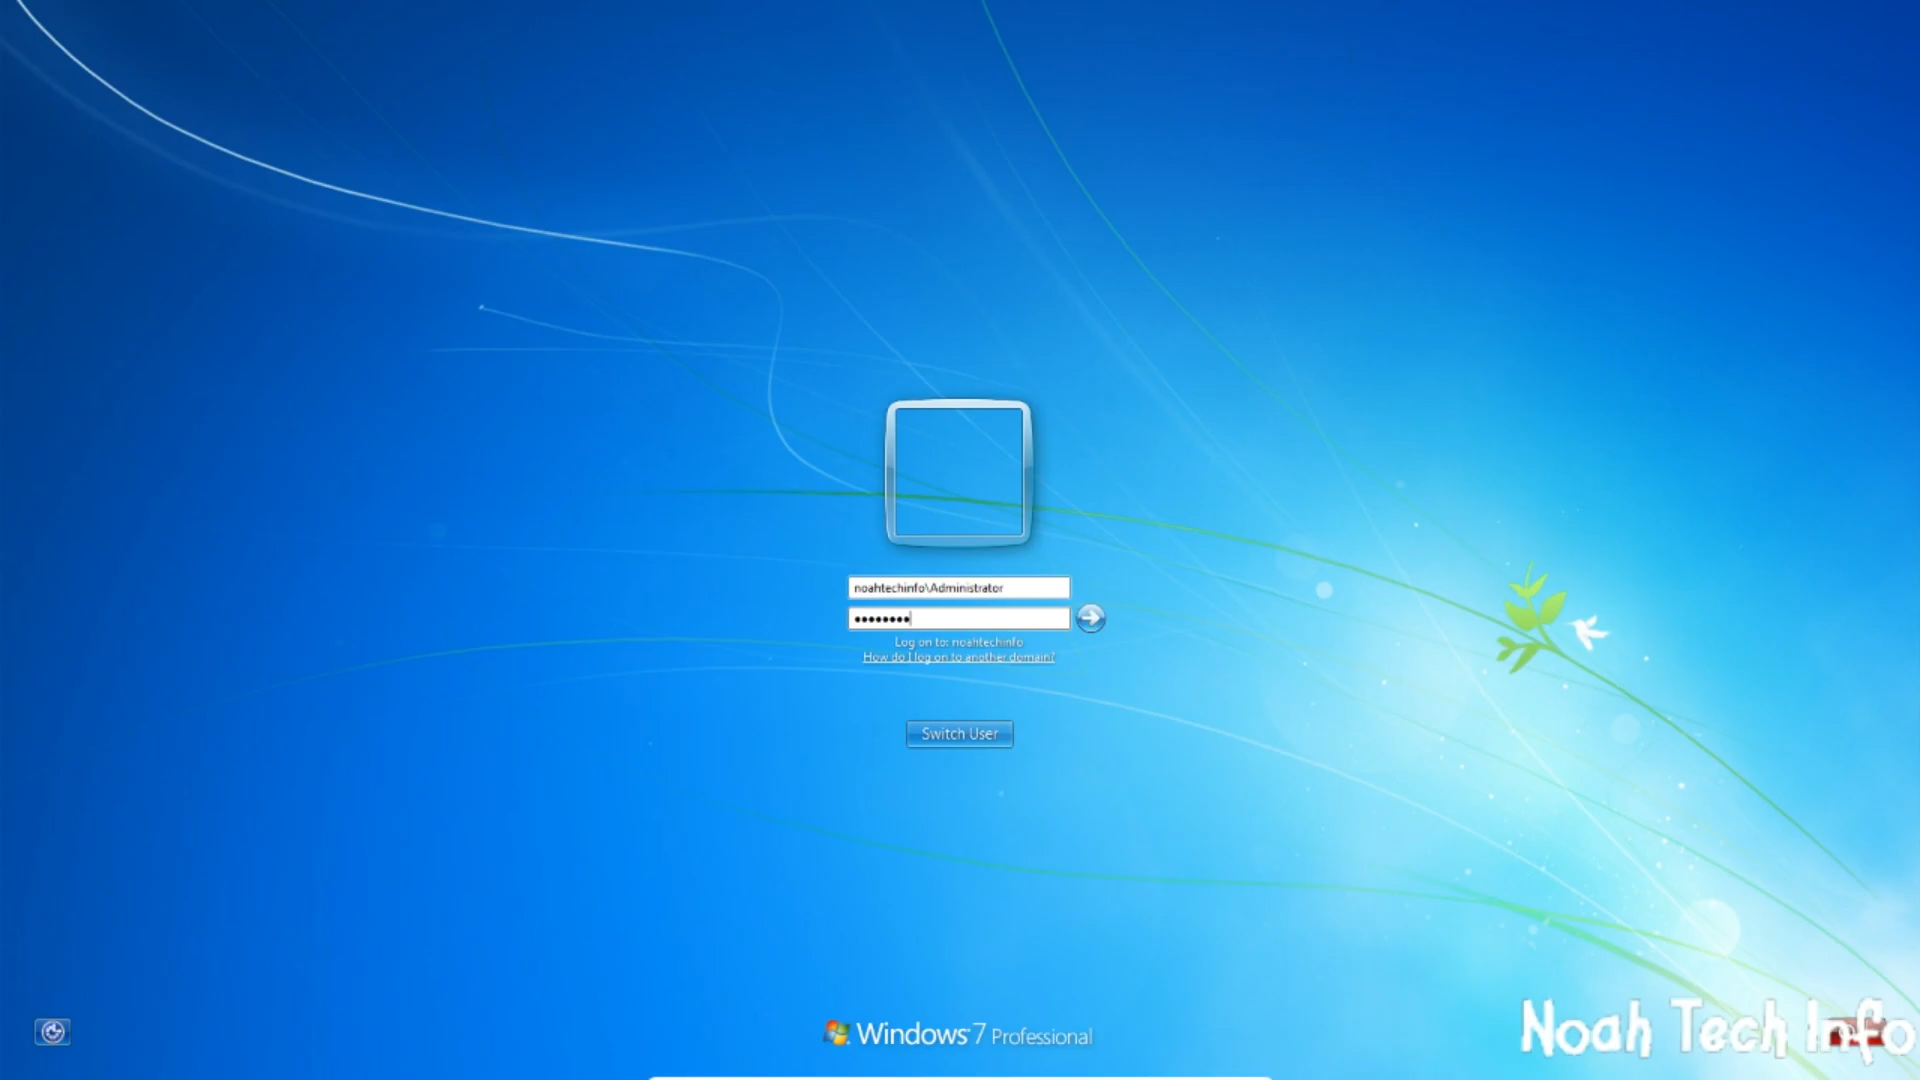 noahtechinfo\Administrator
••••••••
Log on to: noahtechinfo
How do I log on to another domain?
Switch User
Windows 7 Professional
Noah Tech Info